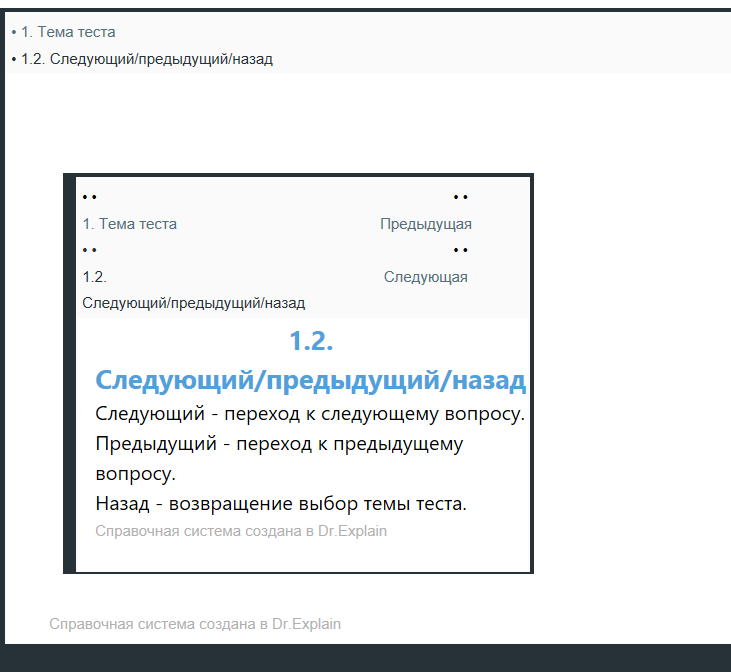 • 1. Тема теста
• 1.2. Следующий/предыдущий/назад
• • • •
1. Тема теста Предыдущая
• • • •
1.2. Следующая
Следующий/предыдущий/назад
1.2.
Следующий/предыдущий/назад
Следующий - переход к следующему вопросу.
Предыдущий - переход к предыдущему
вопросу.
Назад - возвращение выбор темы теста.
Справочная система создана в Dr.Explain
Справочная система создана в Dr.Explain